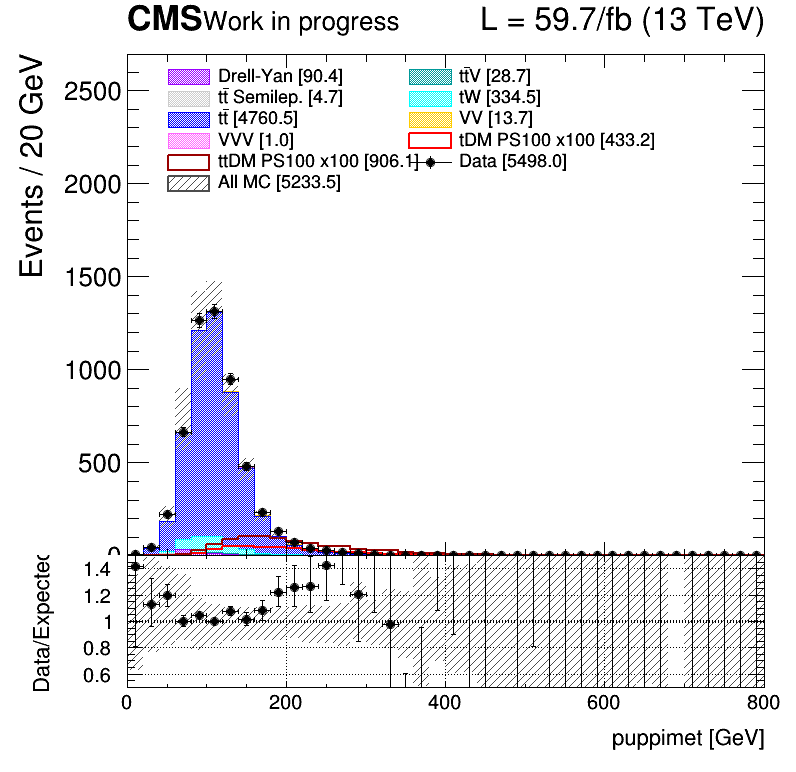 CMS Work in progress L = 59.7/fb (13 TeV)
Events / 20 GeV
2500
2000
1500
1000
500
0
Drell-Yan [90.4]
tt̄ Semilep. [4.7]
tt̄ [4760.5]
VVV [1.0]
ttDM PS100 x100 [906.1]
All MC [5233.5]
tt̄V [28.7]
tW [334.5]
VV [13.7]
tDM PS100 x100 [433.2]
Data [5498.0]
Data/Expected
1.4
1.2
1
0.8
0.6
0 200 400 600 800
puppimet [GeV]